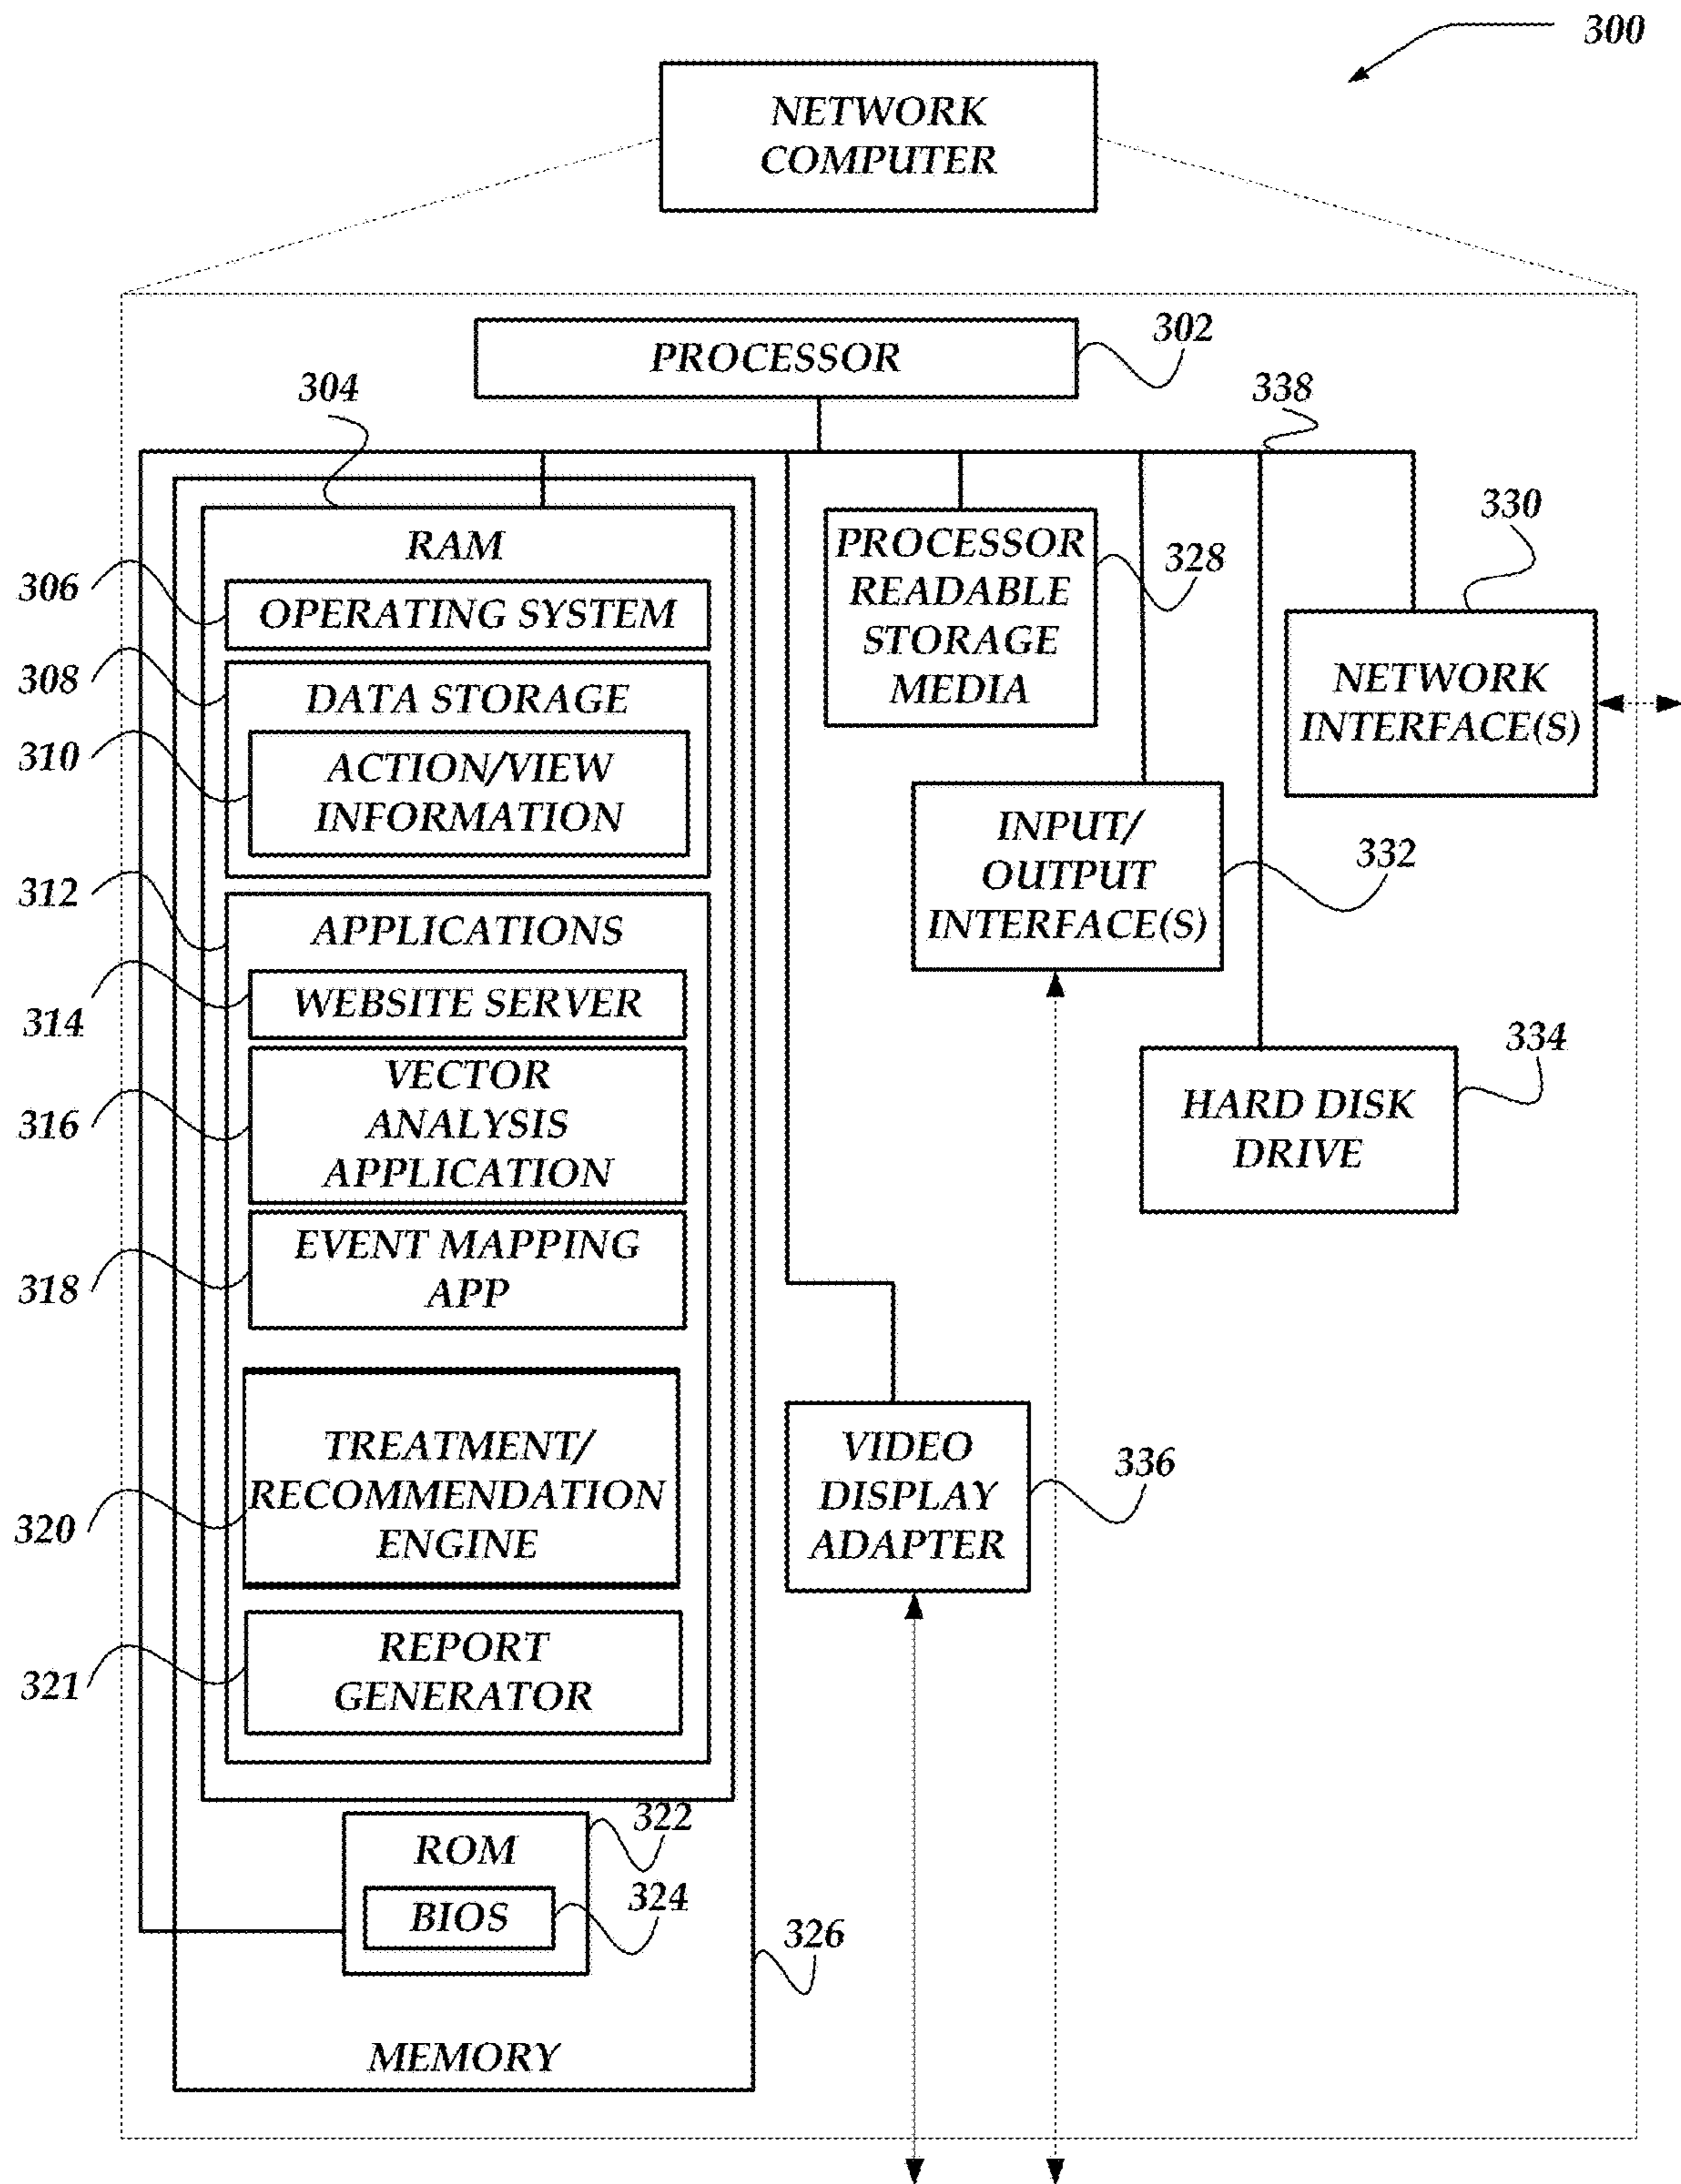 300
NETWORK
COMPUTER
PROCESSOR
302
304
338
RAM
306
OPERATING SYSTEM
308
DATA STORAGE
310
ACTION/VIEW
INFORMATION
312
APPLICATIONS
314
WEBSITE SERVER
316
VECTOR
ANALYSIS
APPLICATION
318
EVENT MAPPING
APP
320
TREATMENT/
RECOMMENDATION
ENGINE
321
REPORT
GENERATOR
322
ROM
324
BIOS
326
MEMORY
PROCESSOR
READABLE
STORAGE
MEDIA
328
330
NETWORK
INTERFACE(S)
INPUT/
OUTPUT
INTERFACE(S)
332
334
HARD DISK
DRIVE
VIDEO
DISPLAY
ADAPTER
336